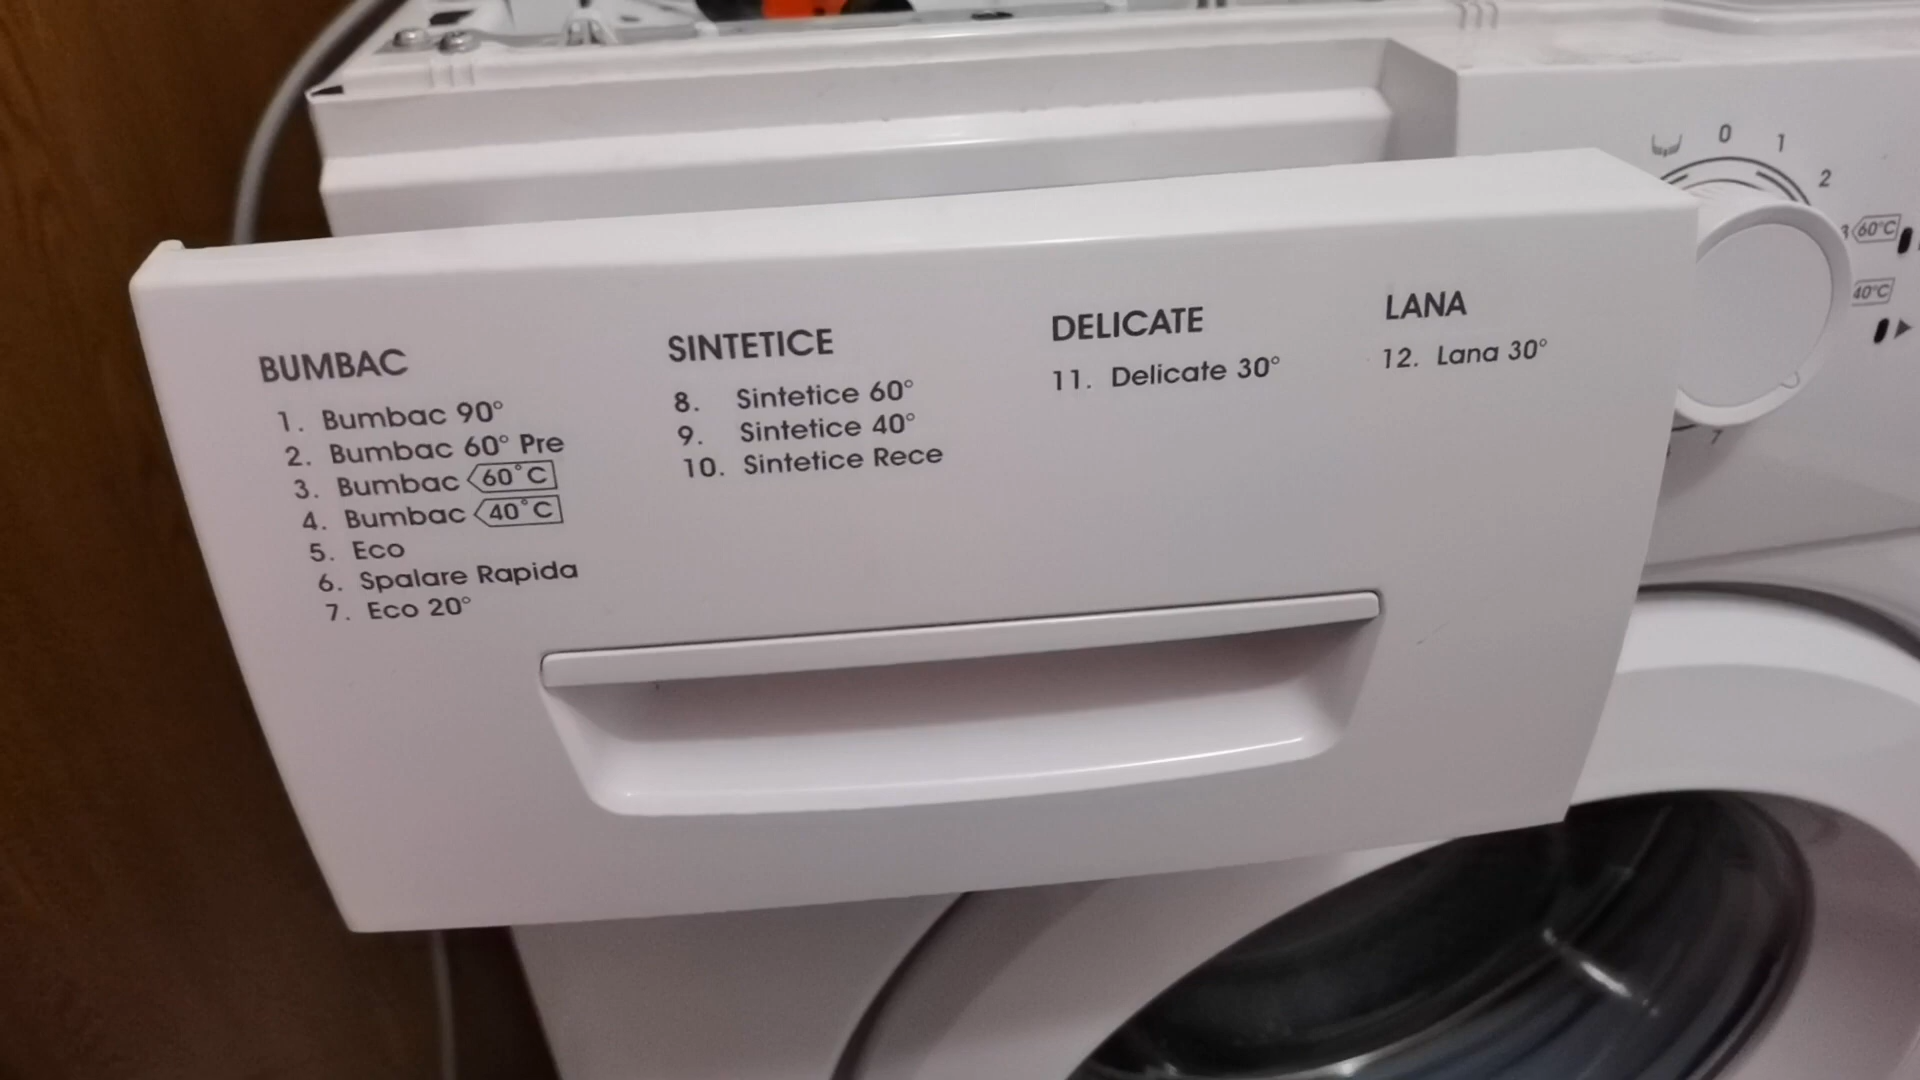 BUMBAC
1. Bumbac 90°
2. Bumbac 60° Pre
3. Bumbac 60°C
4. Bumbac 40°C
5. Eco
6. Spalare Rapida
7. Eco 20°
SINTETICE
8. Sintetice 60°
9. Sintetice 40°
10. Sintetice Rece
DELICATE
11. Delicate 30°
LANA
12. Lana 30°
0
1
2
3 60°C
40°C
7